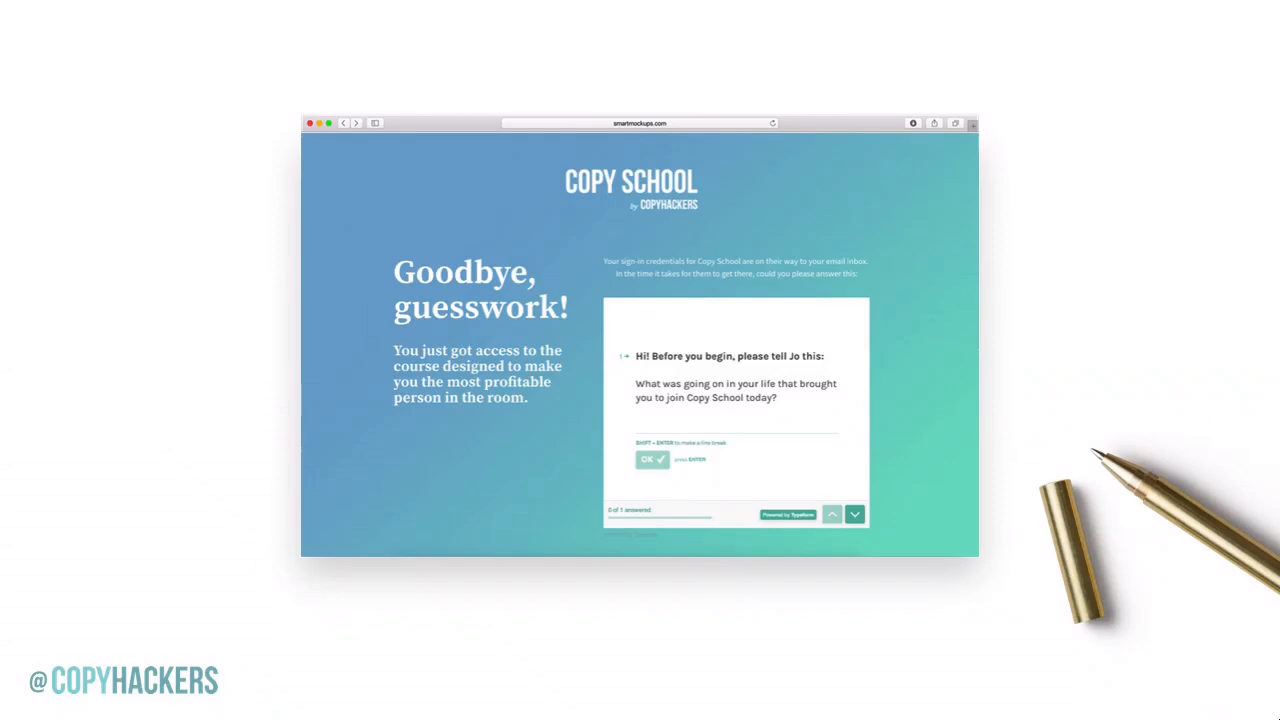 smartmockups.com
COPY SCHOOL
by COPYHACKERS
Goodbye,
guesswork!
You just got access to the
course designed to make
you the most profitable
person in the room.
Your sign-in credentials for Copy School are on their way to your email inbox.
In the time it takes for them to get there, could you please answer this:
Hi! Before you begin, please tell Jo this:
What was going on in your life that brought
you to join Copy School today?
SHIFT + ENTER to make a line break
OK
press ENTER
0 of 1 answered
Powered by Typeform
@COPYHACKERS